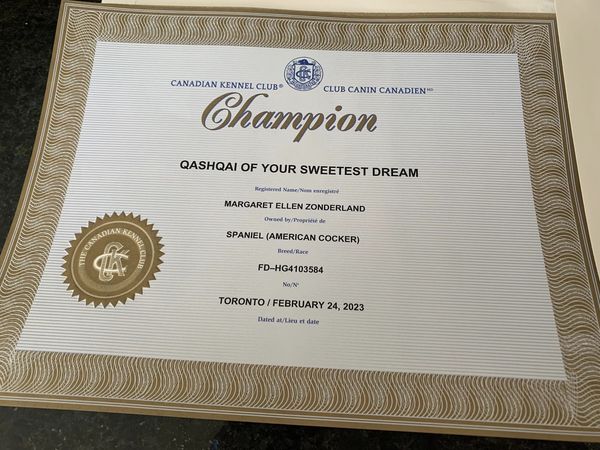 CANADIAN KENNEL CLUB® CLUB CANIN CANADIEN MD
Champion
QASHQAI OF YOUR SWEETEST DREAM
Registered Name/Nom enregistré
MARGARET ELLEN ZONDERLAND
Owned by/Propriété de
SPANIEL (AMERICAN COCKER)
Breed/Race
FD-HG4103584
No/N°
TORONTO / FEBRUARY 24, 2023
Dated at/Lieu et date
THE CANADIAN KENNEL CLUB
CKC